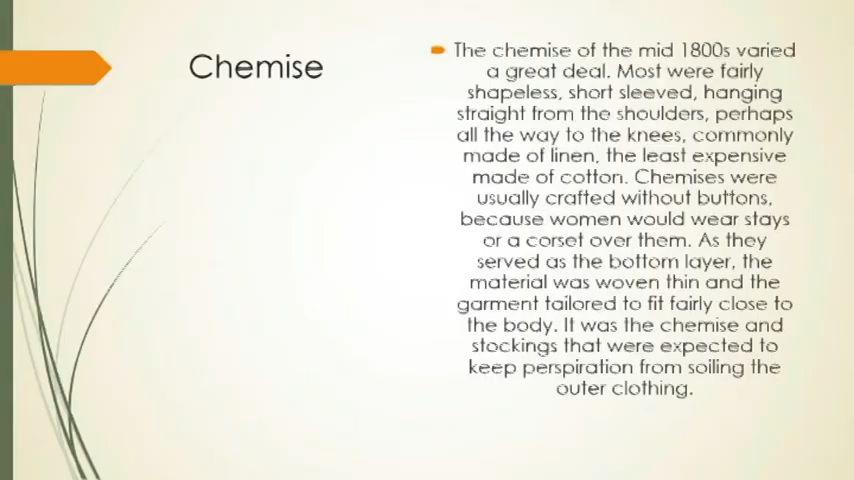 Chemise
The chemise of the mid 1800s varied
a great deal. Most were fairly
shapeless, short sleeved, hanging
straight from the shoulders, perhaps
all the way to the knees, commonly
made of linen, the least expensive
made of cotton. Chemises were
usually crafted without buttons,
because women would wear stays
or a corset over them. As they
served as the bottom layer, the
material was woven thin and the
garment tailored to fit fairly close to
the body. It was the chemise and
stockings that were expected to
keep perspiration from soiling the
outer clothing.